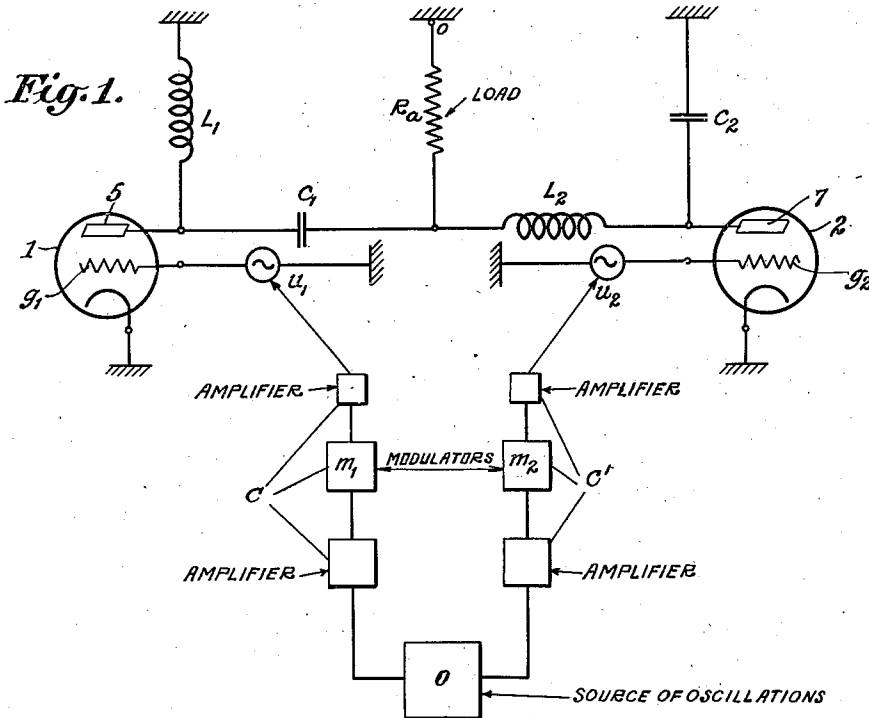 Fig. 1.
o
L₁
Rₐ
LOAD
C₂
5
C₁
L₂
7
1
2
g₁
u₁
u₂
g₂
AMPLIFIER
AMPLIFIER
m₁
MODULATORS
m₂
C
C'
AMPLIFIER
AMPLIFIER
O
SOURCE OF OSCILLATIONS